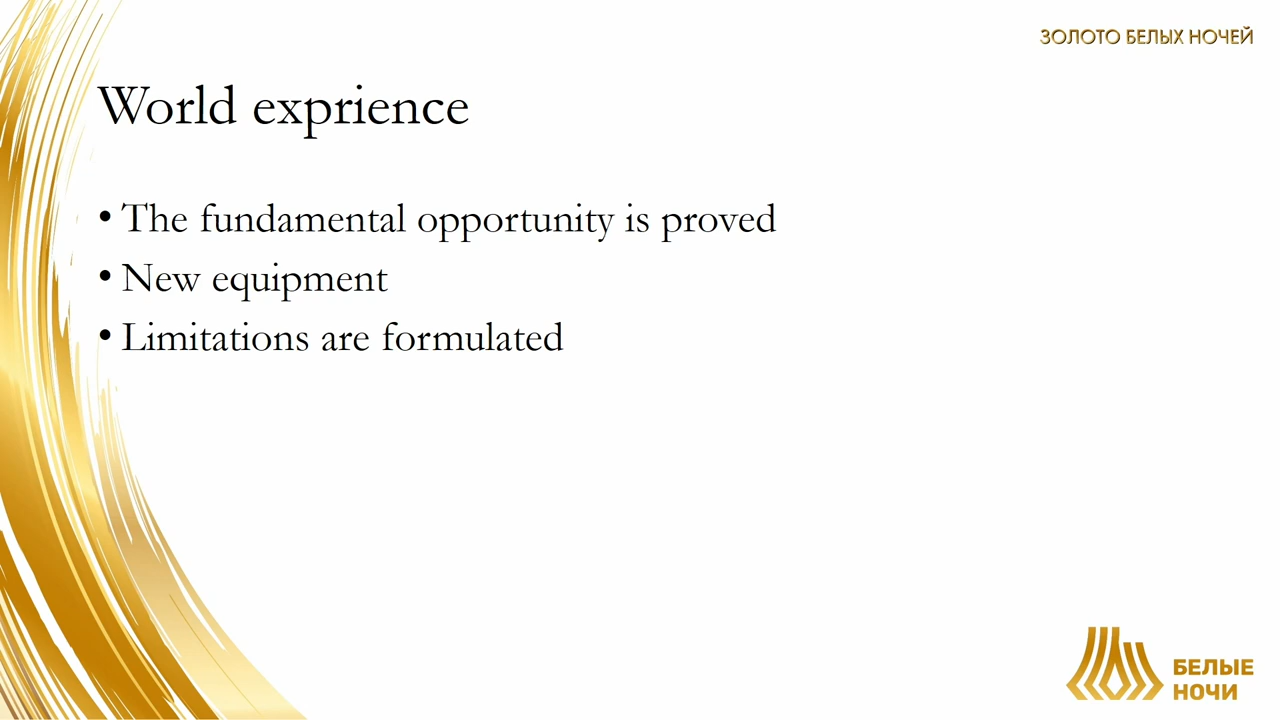 ЗОЛОТО БЕЛЫХ НОЧЕЙ
World exprience
• The fundamental opportunity is proved
• New equipment
• Limitations are formulated
БЕЛЫЕ
НОЧИ